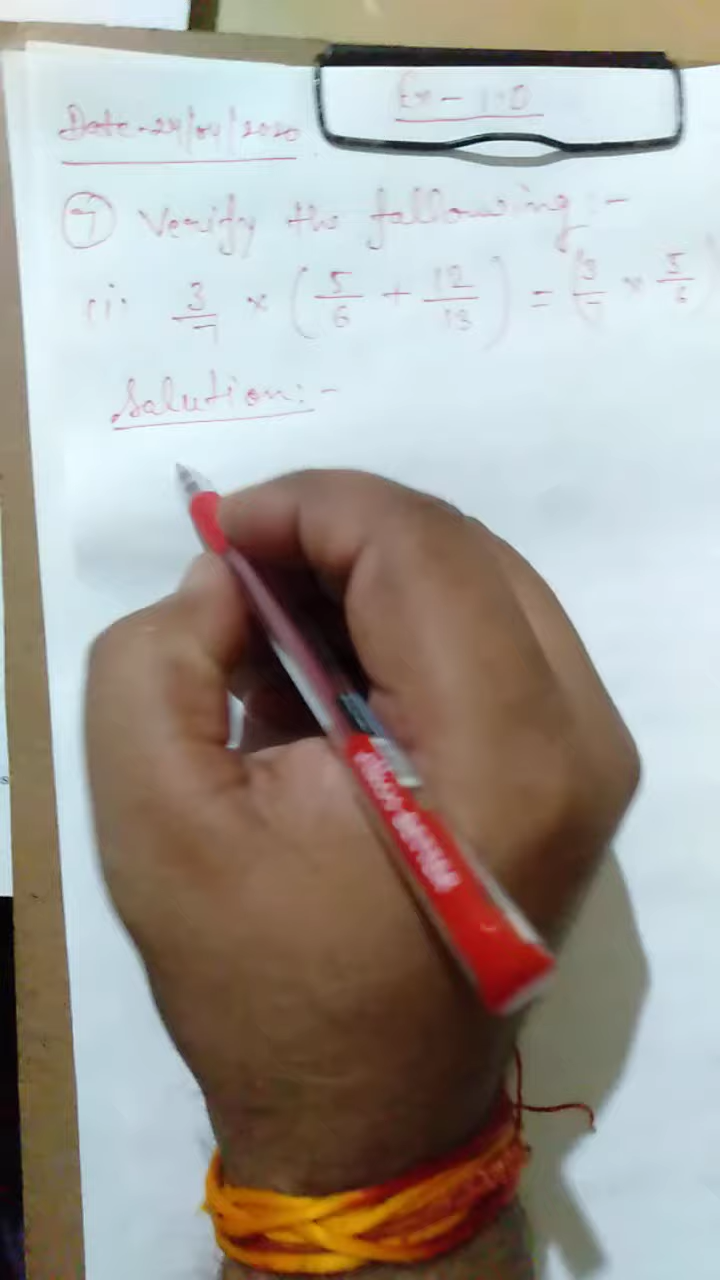 Ex - 1.D
Date - 24/04/2020
⑦ Verify the following :-
(i). 3/7 × ( 5/6 + 12/13 ) = ( 3/7 × 5/6 )
Solution :-